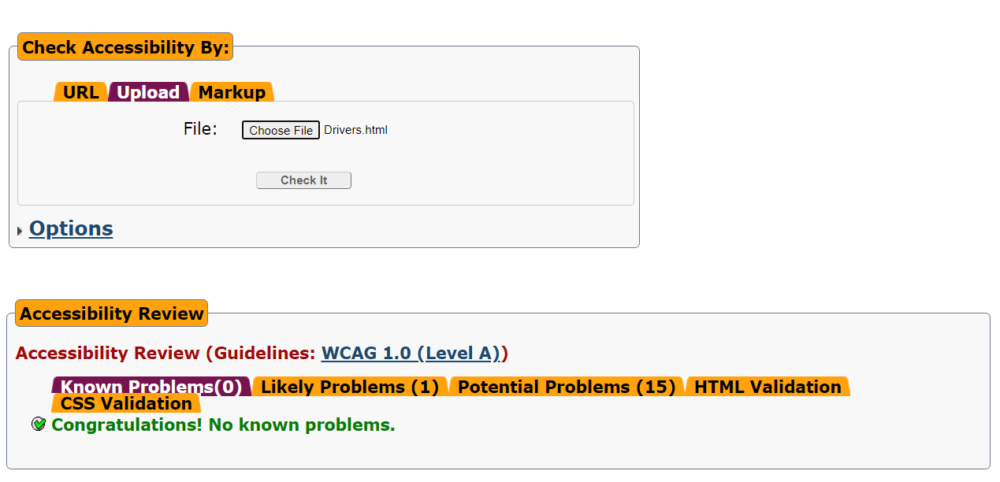 Check Accessibility By:
URL Upload Markup
File: Choose File Drivers.html
Check It
Options
Accessibility Review
Accessibility Review (Guidelines: WCAG 1.0 (Level A))
Known Problems(0) Likely Problems (1) Potential Problems (15) HTML Validation
CSS Validation
Congratulations! No known problems.